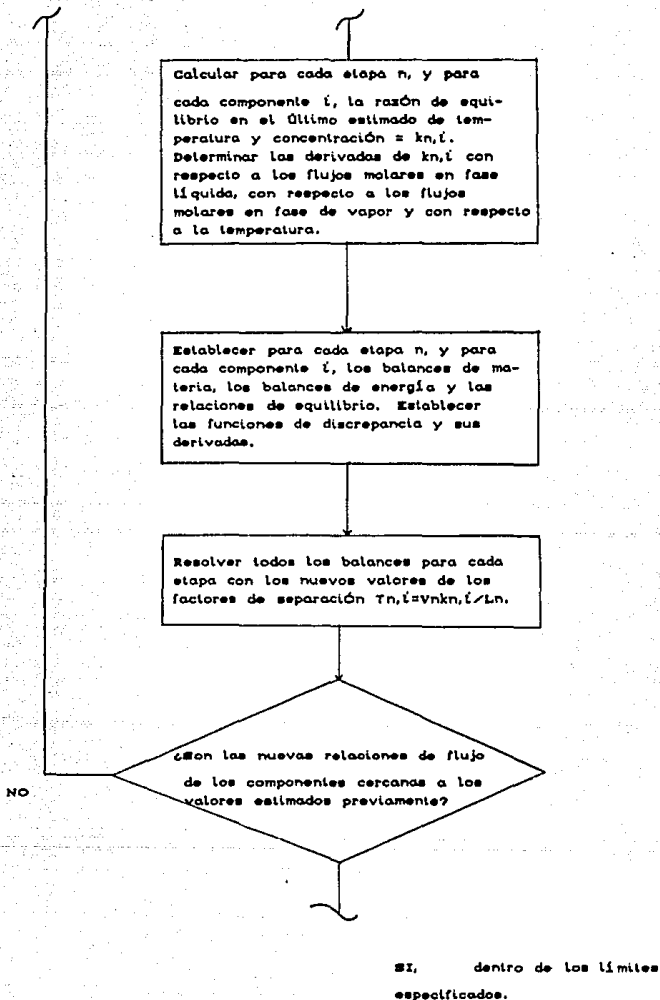 Calcular para cada etapa n, y para
cada componente i, la razón de equi-
librio en el Último estimado de tem-
peratura y concentración = kn,i.
Determinar las derivadas de kn,i con
respecto a los flujos molares en fase
líquida, con respecto a los flujos
molares en fase de vapor y con respecto
a la temperatura.
Establecer para cada etapa n, y para
cada componente i, los balances de ma-
teria, los balances de energía y las
relaciones de equilibrio. Establecer
las funciones de discrepancia y sus
derivadas.
Resolver todos los balances para cada
etapa con los nuevos valores de los
factores de separación Tn,i=Vnkn,i/Ln.
¿Son las nuevas relaciones de flujo
de los componentes cercanas a los
valores estimados previamente?
NO
SI, dentro de los límites
especificados.